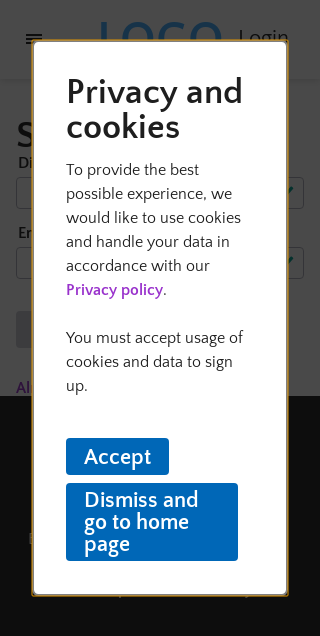 LOCO
Login
Privacy and
cookies
To provide the best
possible experience, we
would like to use cookies
and handle your data in
accordance with our
Privacy policy.
You must accept usage of
cookies and data to sign
up.
Accept
Dismiss and
go to home
page